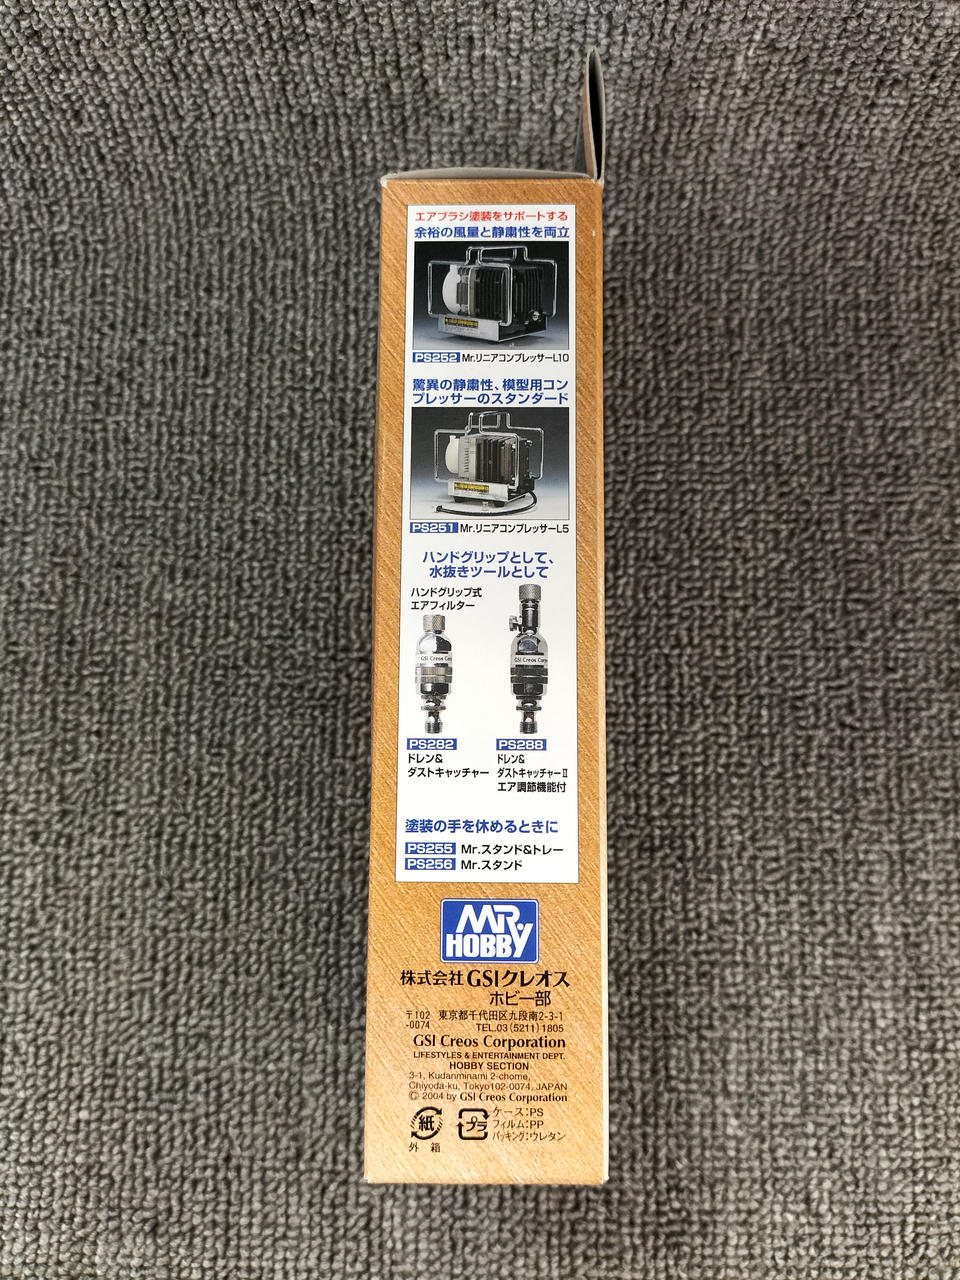 エアブラシ塗装をサポートする
余裕の風量と静粛性を両立
PS252 Mr.リニアコンプレッサーL10
驚異の静粛性、模型用コン
プレッサーのスタンダード
PS251 Mr.リニアコンプレッサーL5
ハンドグリップとして、
水抜きツールとして
ハンドグリップ式
エアフィルター
GSI Creos Corp
GSI Creos Corp
PS282
ドレン&
ダストキャッチャー
PS288
ドレン&
ダストキャッチャーⅡ
エア調節機能付
塗装の手を休めるときに
PS255 Mr.スタンド&トレー
PS256 Mr.スタンド
MR.
HOBBY
株式会社GSIクレオス
ホビー部
〒102-0074 東京都千代田区九段南2-3-1
TEL.03(5211)1805
GSI Creos Corporation
LIFESTYLES & ENTERTAINMENT DEPT.
HOBBY SECTION
3-1, Kudanminami 2-chome,
Chiyoda-ku, Tokyo102-0074, JAPAN
© 2004 by GSI Creos Corporation
紙
外 箱
プラ
ケース:PS
フィルム:PP
パッキング:ウレタン